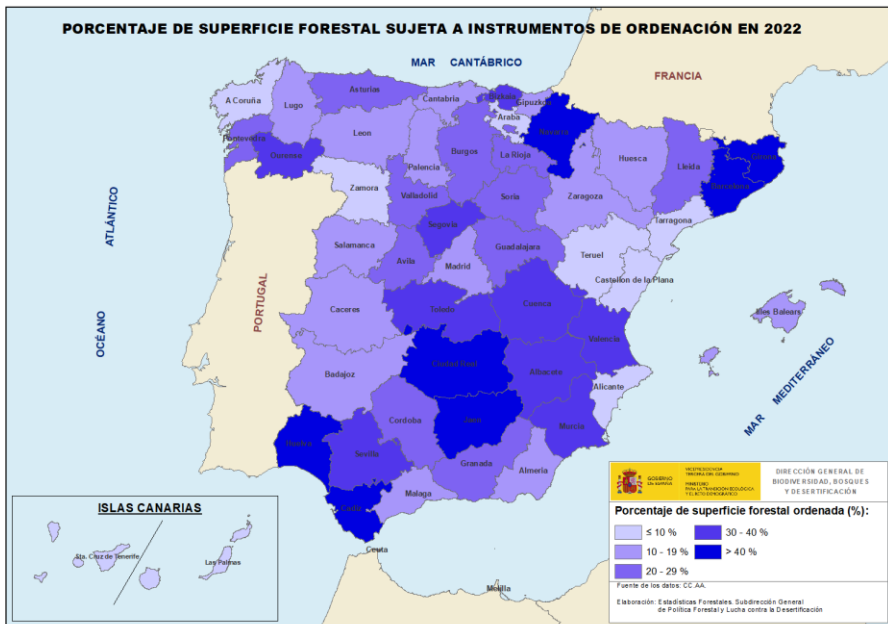 PORCENTAJE DE SUPERFICIE FORESTAL SUJETA A INSTRUMENTOS DE ORDENACIÓN EN 2022
MAR CANTÁBRICO
FRANCIA
A Coruña
Lugo
Asturias
Cantabria
Bizkaia
Gipuzkoa
Araba
Navarra
Pontevedra
Ourense
Leon
Palencia
Burgos
La Rioja
Huesca
Lleida
Girona
Barcelona
Zamora
Valladolid
Soria
Zaragoza
Tarragona
Segovia
Salamanca
Avila
Madrid
Guadalajara
Teruel
Castellon de la Plana
OCÉANO ATLÁNTICO
PORTUGAL
Caceres
Toledo
Cuenca
Valencia
Illes Balears
MAR MEDITERRÁNEO
Badajoz
Ciudad Real
Albacete
Alicante
Cordoba
Jaen
Murcia
Huelva
Sevilla
Granada
Almeria
Malaga
Cadiz
Ceuta
Melilla
ISLAS CANARIAS
Sta. Cruz de Tenerife
Las Palmas
GOBIERNO
DE ESPAÑA
VICEPRESIDENCIA
TERCERA DEL GOBIERNO
MINISTERIO
PARA LA TRANSICIÓN ECOLÓGICA
Y EL RETO DEMOGRÁFICO
DIRECCIÓN GENERAL DE
BIODIVERSIDAD, BOSQUES
Y DESERTIFICACIÓN
Porcentaje de superficie forestal ordenada (%):
≤ 10 %
10 - 19 %
20 - 29 %
30 - 40 %
> 40 %
Fuente de los datos: CC.AA.
Elaboración: Estadísticas Forestales. Subdirección General
de Política Forestal y Lucha contra la Desertificación